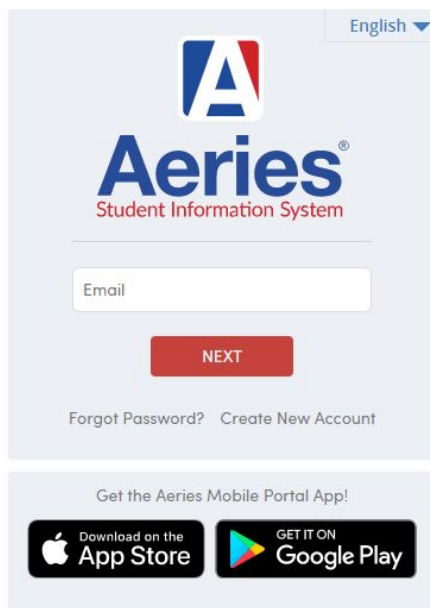 English
A
Aeries®
Student Information System
Email
NEXT
Forgot Password? Create New Account
Get the Aeries Mobile Portal App!
Download on the
App Store
GET IT ON
Google Play